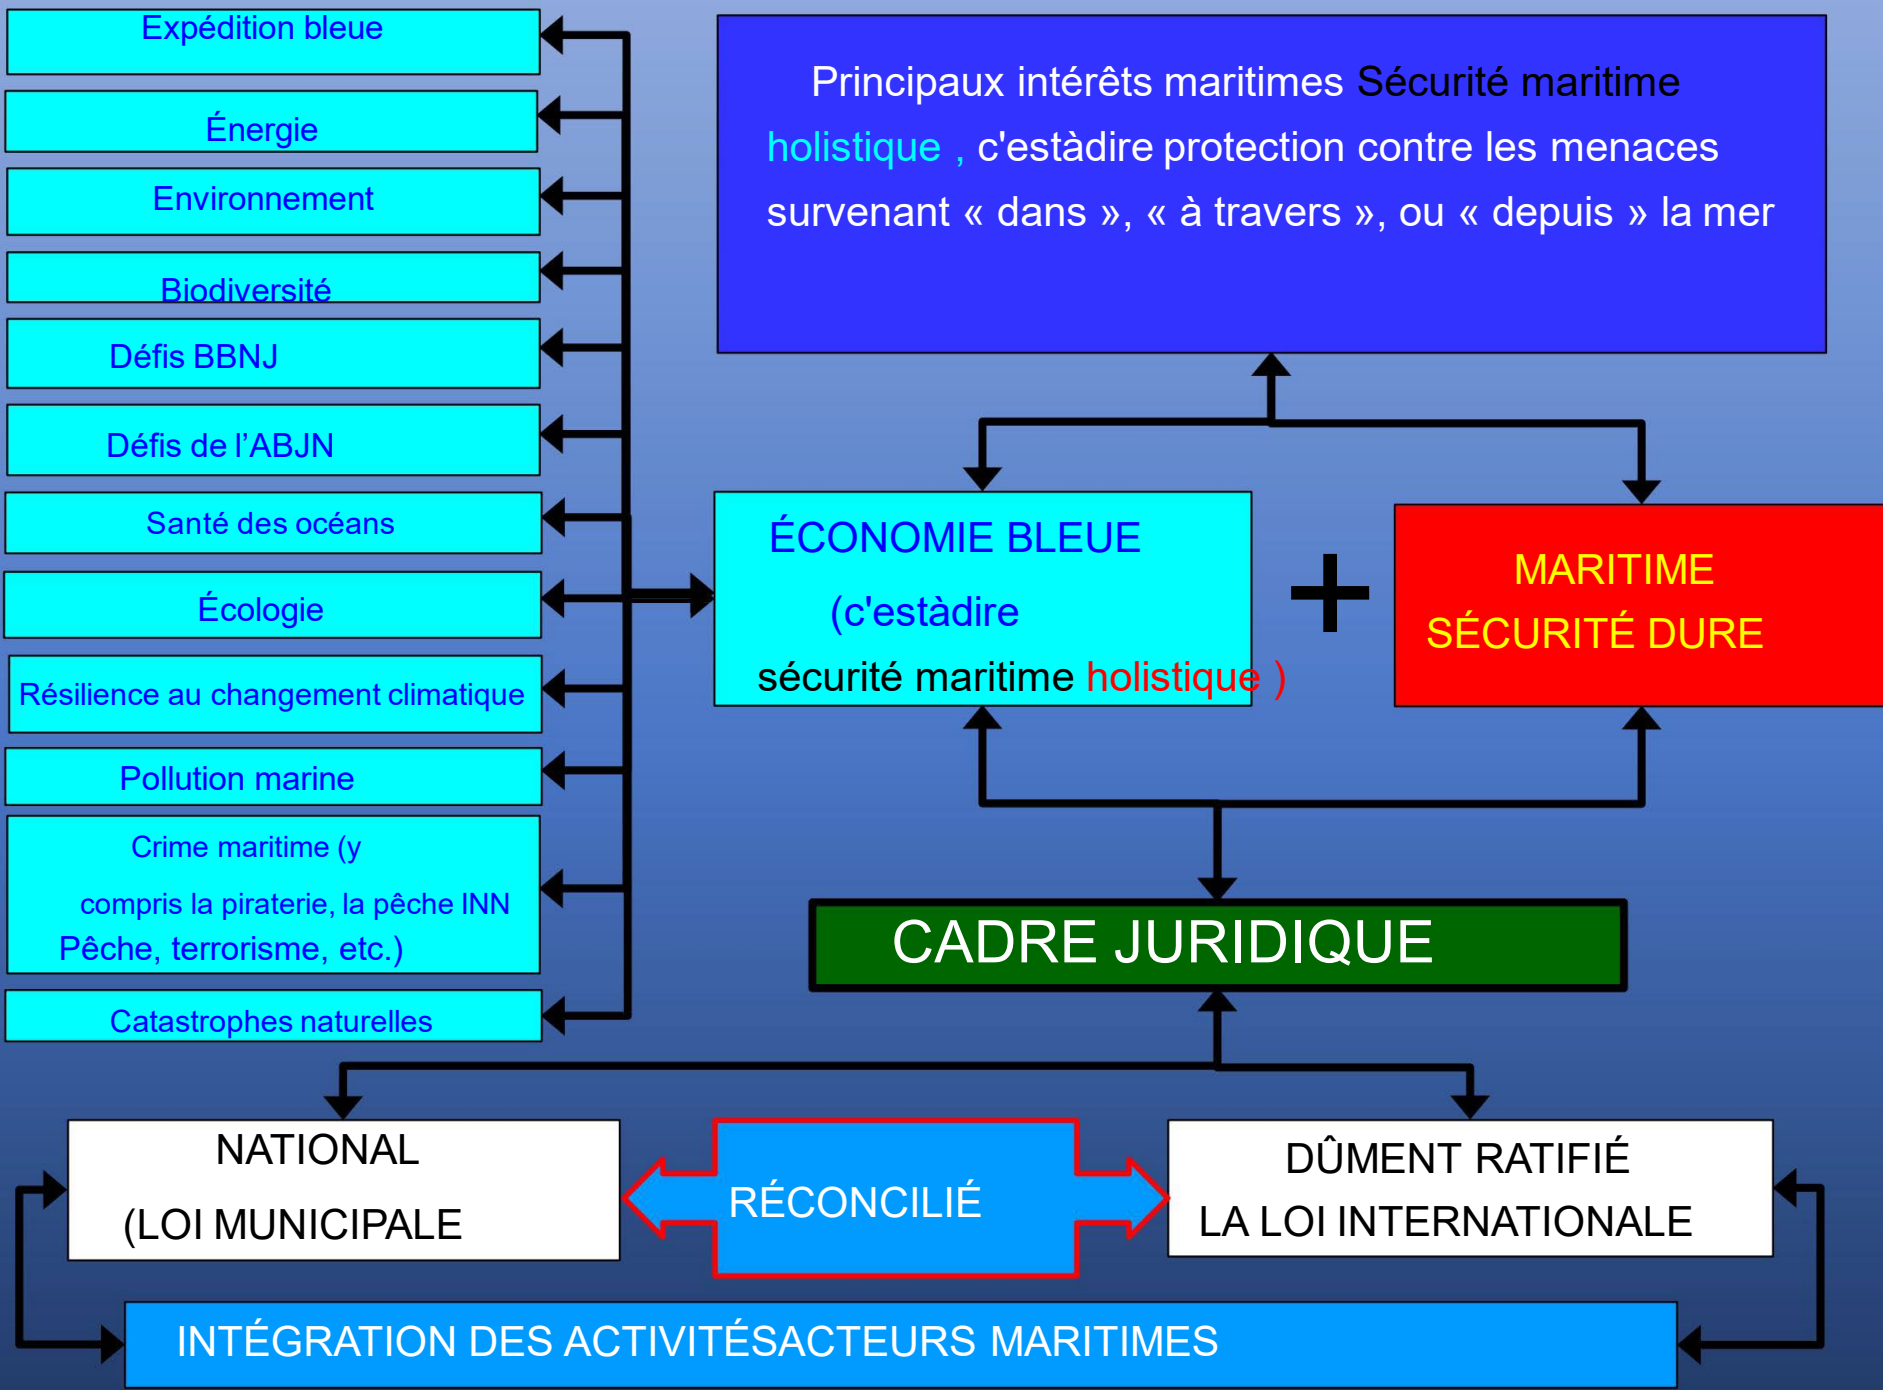 Expédition bleue
Énergie
Environnement
Biodiversité
Défis BBNJ
Défis de l’ABJN
Santé des océans
Écologie
Résilience au changement climatique
Pollution marine
Crime maritime (y
compris la piraterie, la pêche INN
Pêche, terrorisme, etc.)
Catastrophes naturelles
Principaux intérêts maritimes Sécurité maritime
holistique , c'estàdire protection contre les menaces
survenant « dans », « à travers », ou « depuis » la mer
ÉCONOMIE BLEUE
(c'estàdire
sécurité maritime holistique )
+
MARITIME
SÉCURITÉ DURE
CADRE JURIDIQUE
NATIONAL
(LOI MUNICIPALE
RÉCONCILIÉ
DÛMENT RATIFIÉ
LA LOI INTERNATIONALE
INTÉGRATION DES ACTIVITÉSACTEURS MARITIMES